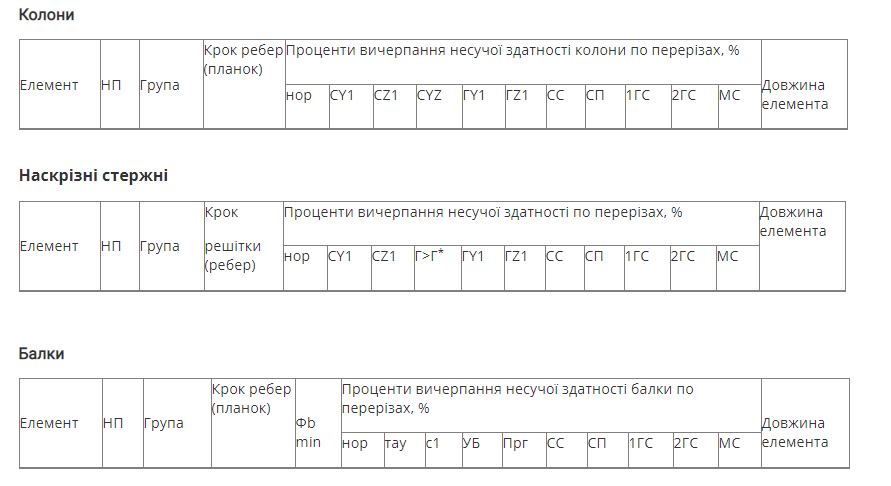 Колони
Елемент НП Група Крок ребер (планок) Проценти вичерпання несучої здатності колони по перерізах, % Довжина елемента
нор СY1 CZ1 CYZ ГY1 ГZ1 СС СП 1ГС 2ГС МС
Наскрізні стержні
Елемент НП Група Крок решітки (ребер) Проценти вичерпання несучої здатності по перерізах, % Довжина елемента
нор CY1 CZ1 Г>Г* ГY1 ГZ1 СС СП 1ГС 2ГС МС
Балки
Елемент НП Група Крок ребер (планок) Фb min Проценти вичерпання несучої здатності балки по перерізах, % Довжина елемента
нор тау с1 УБ Прг СС СП 1ГС 2ГС МС